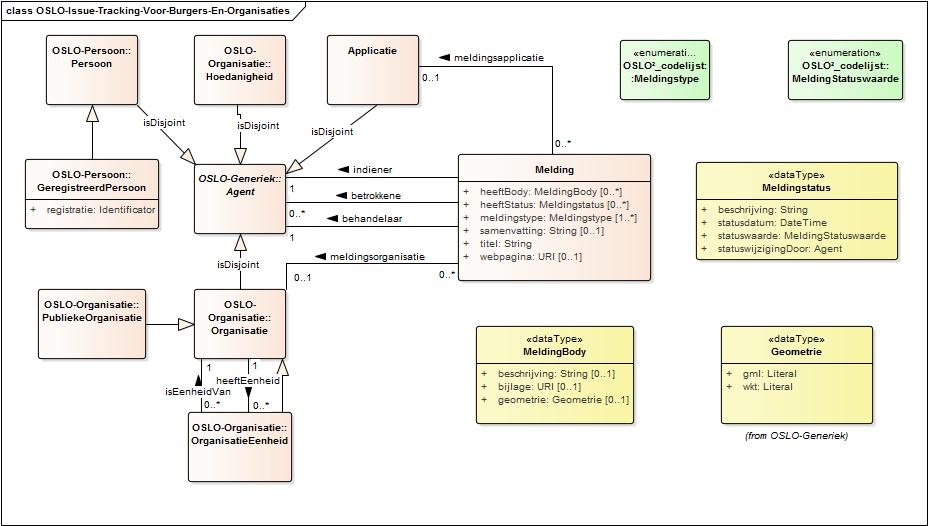 class OSLO-Issue-Tracking-Voor-Burgers-En-Organisaties
OSLO-Persoon::
Persoon
OSLO-
Organisatie::
Hoedanigheid
Applicatie
meldingsapplicatie
0..1
0..*
«enumerati...
OSLO²_codelijst:
:Meldingstype
«enumeration»
OSLO²_codelijst::
MeldingStatuswaarde
isDisjoint
isDisjoint
isDisjoint
OSLO-Persoon::
GeregistreerdPersoon
+ registratie: Identificator
OSLO-Generiek::
Agent
indiener
1
betrokkene
0..*
behandelaar
1
meldingsorganisatie
0..1
0..*
Melding
+ heeftBody: MeldingBody [0..*]
+ heeftStatus: Meldingstatus [0..*]
+ meldingstype: Meldingstype [1..*]
+ samenvatting: String [0..1]
+ titel: String
+ webpagina: URI [0..1]
«dataType»
Meldingstatus
+ beschrijving: String
+ statusdatum: DateTime
+ statuswaarde: MeldingStatuswaarde
+ statuswijzigingDoor: Agent
isDisjoint
OSLO-Organisatie::
PubliekeOrganisatie
OSLO-
Organisatie::
Organisatie
1
1
heeftEenheid
isEenheidVan
0..*
0..*
OSLO-Organisatie::
OrganisatieEenheid
«dataType»
MeldingBody
+ beschrijving: String [0..1]
+ bijlage: URI [0..1]
+ geometrie: Geometrie [0..1]
«dataType»
Geometrie
+ gml: Literal
+ wkt: Literal
(from OSLO-Generiek)